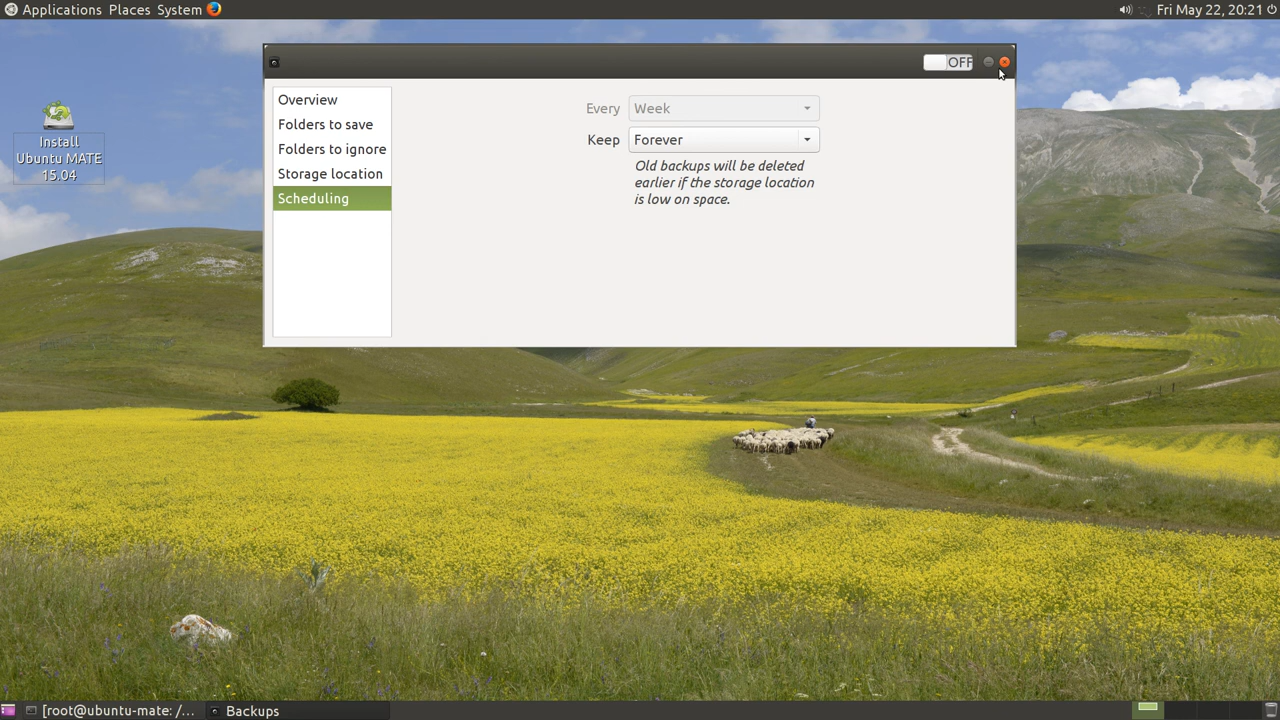 Applications Places System
Fri May 22, 20:21
OFF
Install
Ubuntu MATE
15.04
Overview
Folders to save
Folders to ignore
Storage location
Scheduling
Every Week
Keep Forever
Old backups will be deleted
earlier if the storage location
is low on space.
[root@ubuntu-mate: /...
Backups